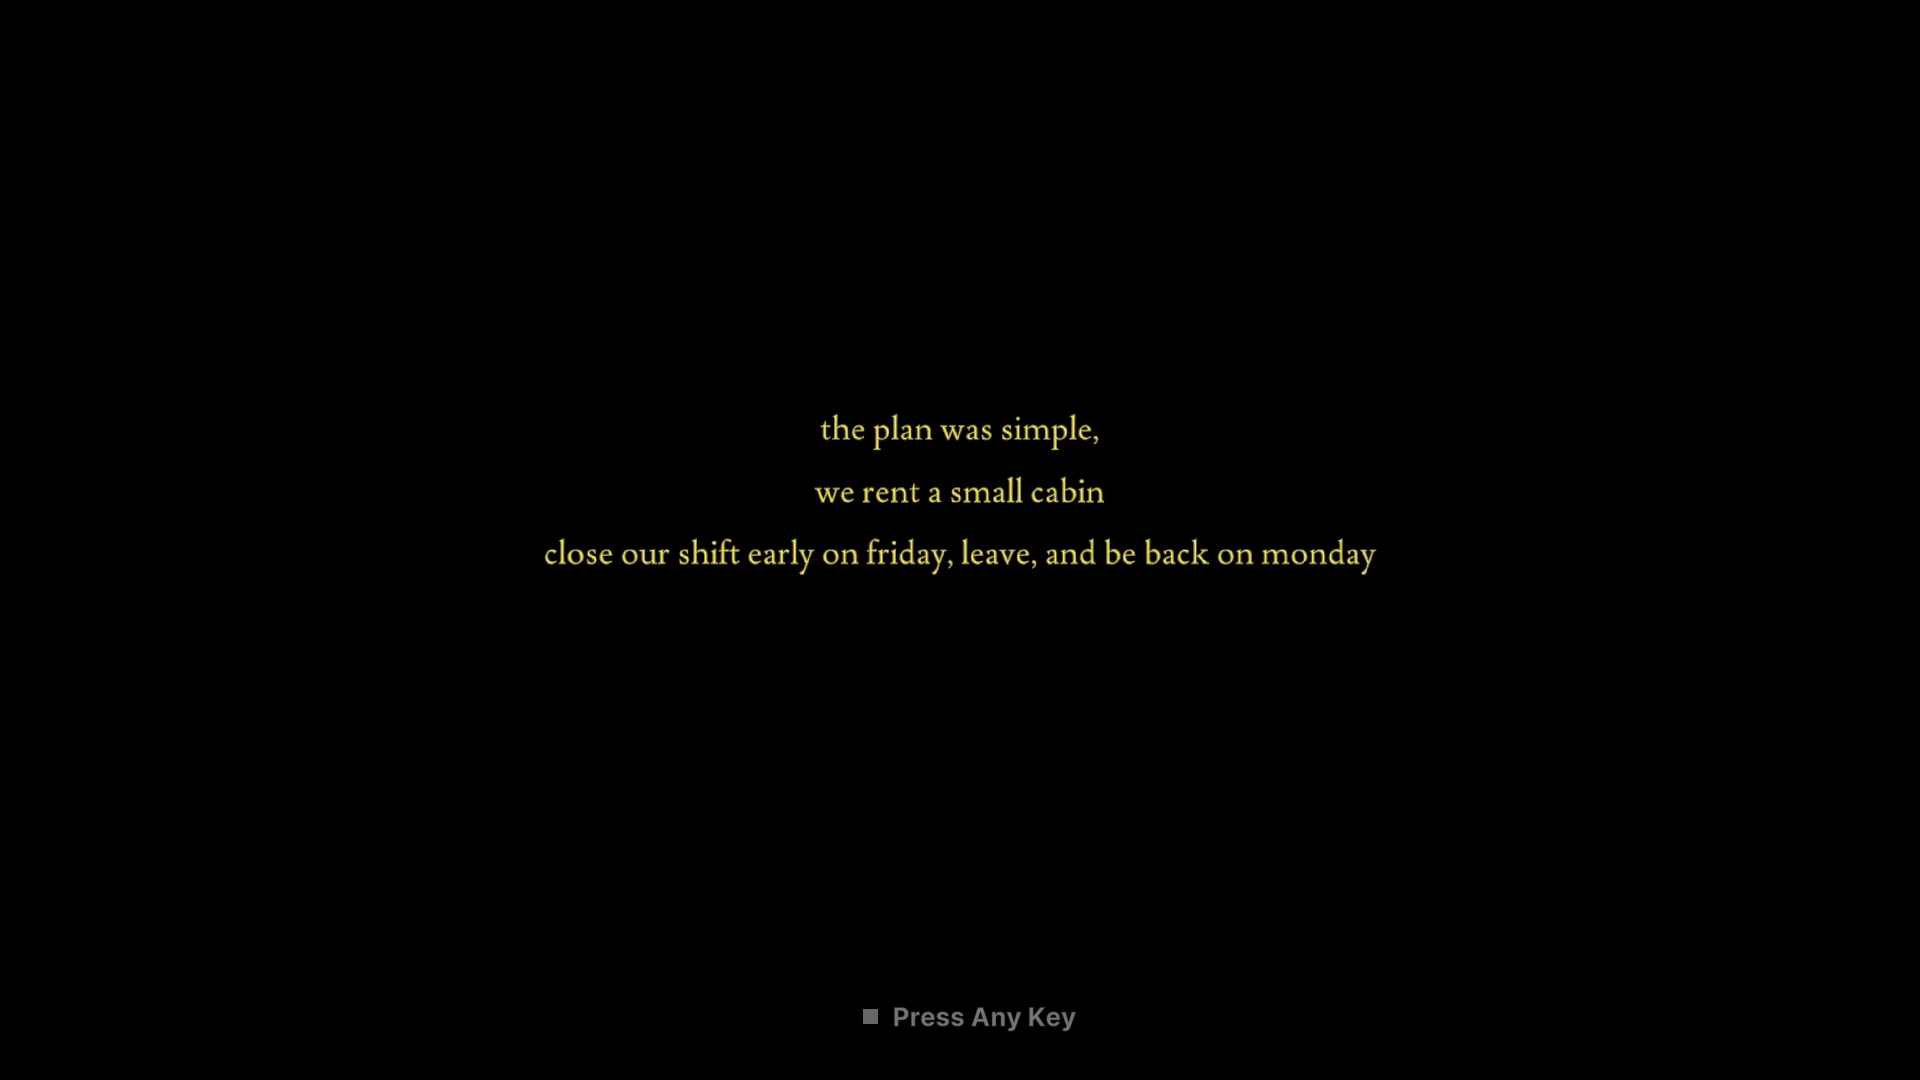 the plan was simple,
we rent a small cabin
close our shift early on friday, leave, and be back on monday
Press Any Key